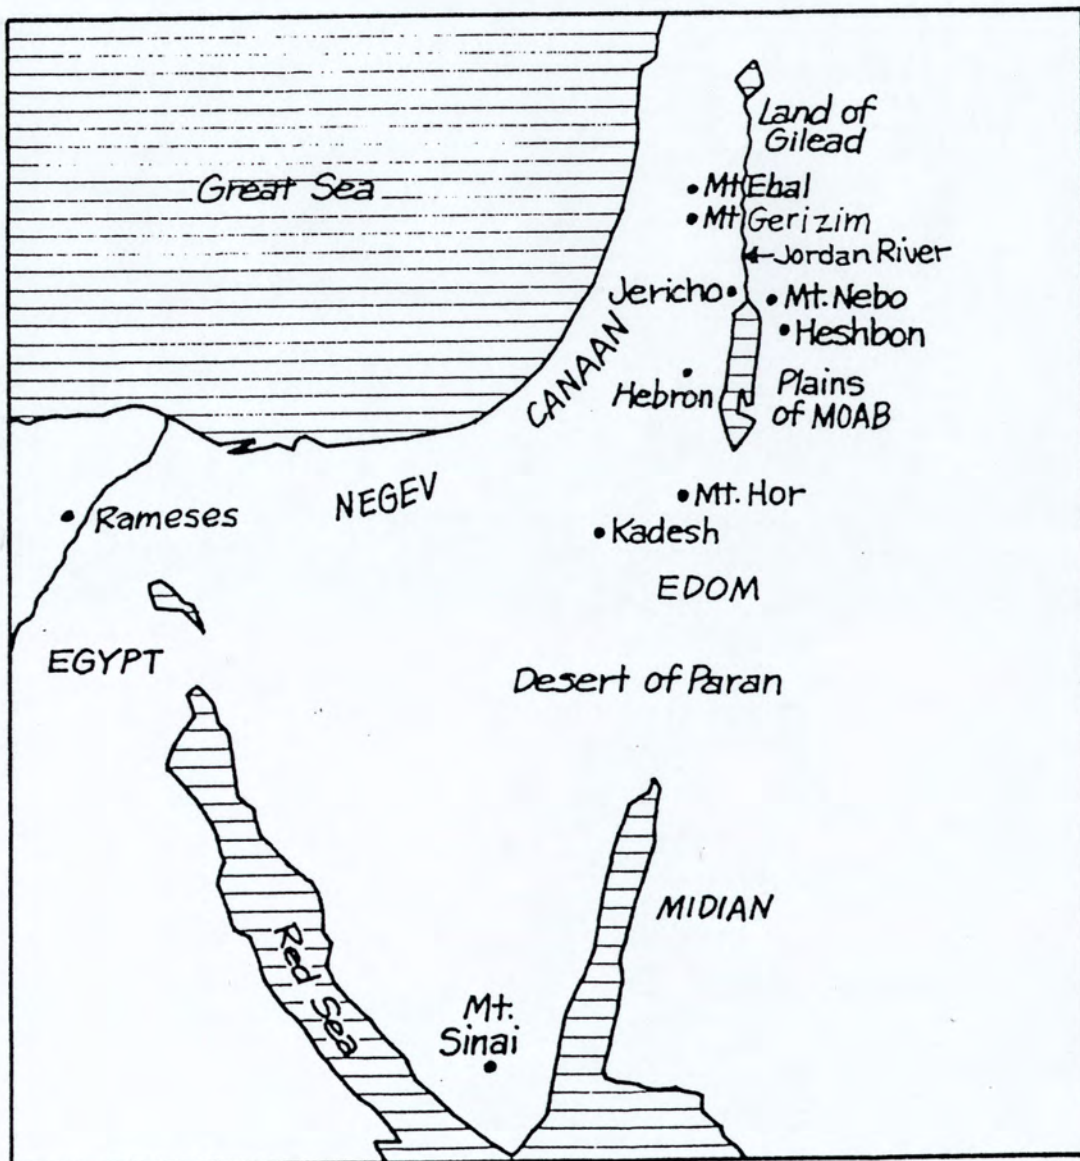 Land of
Gilead
Great Sea
Mt Ebal
Mt Gerizim
Jordan River
Jericho
Mt. Nebo
Heshbon
CANAAN
Hebron
Plains
of MOAB
NEGEV
Mt. Hor
Rameses
Kadesh
EDOM
EGYPT
Desert of Paran
MIDIAN
Red Sea
Mt.
Sinai